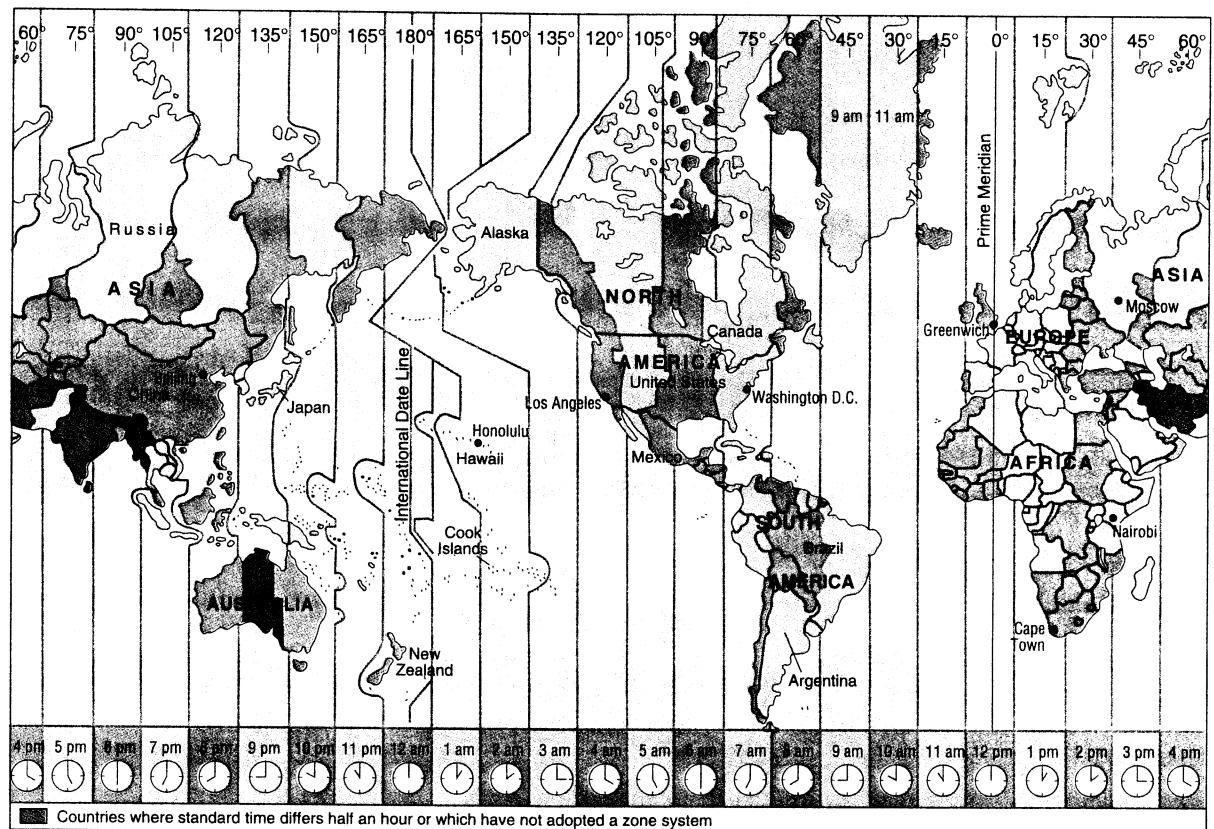 60° 75° 90° 105° 120° 135° 150° 180° 165° 150° 135° 120° 105° 90° 75° 60° 45° 30° 15° 0° 15° 30° 45° 60°
9 am 11 am
Prime Meridian
Russia
Alaska
ASIA
ASIA
NORTH
Moscow
Canada
Greenwich
EUROPE
AMERICA
United States
Beijing
China
International Date Line
Japan
Los Angeles
Washington D.C.
Honolulu
Hawaii
Mexico
AFRICA
SOUTH
Cook
Islands
Brazil
Nairobi
AMERICA
AUSTRALIA
Cape
Town
New
Zealand
Argentina
4 pm 5 pm 6 pm 7 pm 8 pm 9 pm 10 pm 11 pm 12 am 1 am 2 am 3 am 4 am 5 am 6 am 7 am 8 am 9 am 10 am 11 am 12 pm 1 pm 2 pm 3 pm 4 pm
Countries where standard time differs half an hour or which have not adopted a zone system